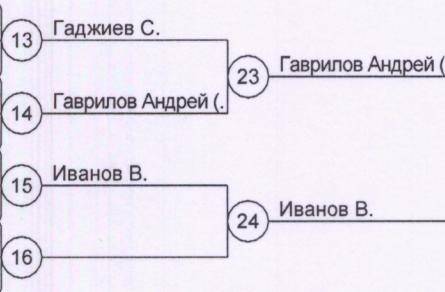 13 Гаджиев С.
23 Гаврилов Андрей (
14 Гаврилов Андрей (.
15 Иванов В.
24 Иванов В.
16